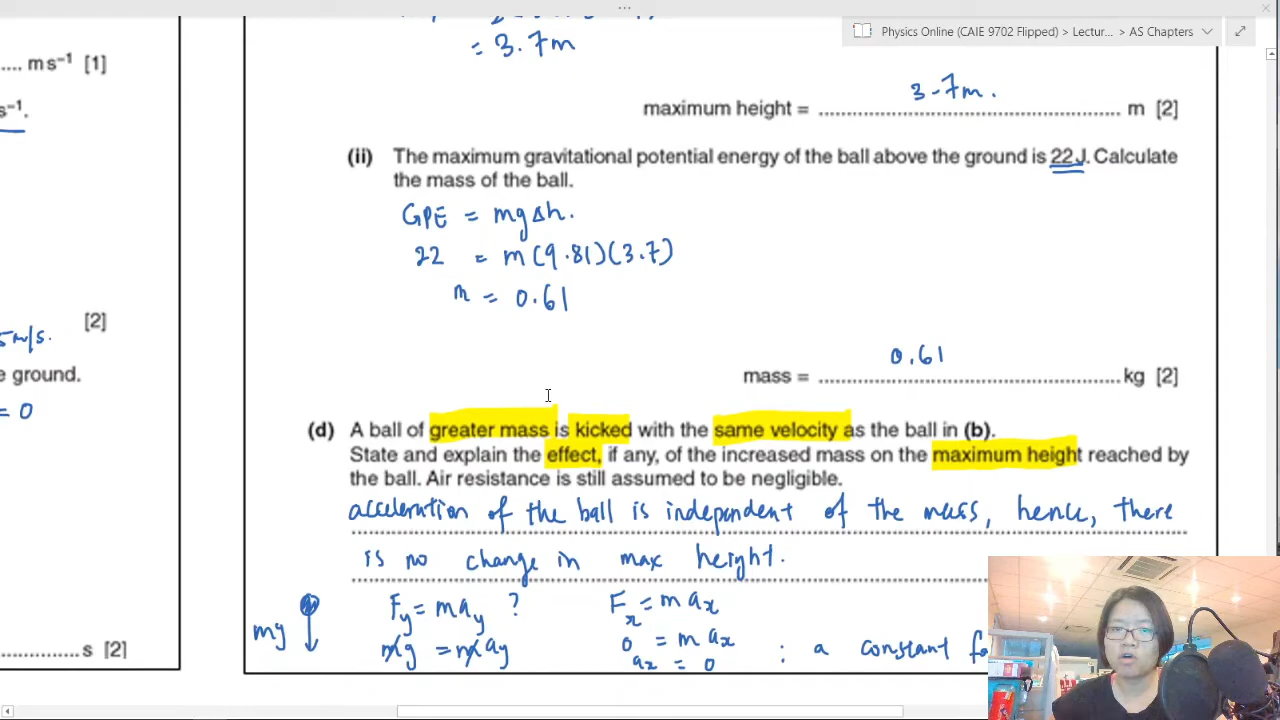 Physics Online (CAIE 9702 Flipped) > Lectur... > AS Chapters
= 3.7m
.... ms⁻¹ [1]
s⁻¹.
3.7m.
maximum height = ........ m [2]
(ii) The maximum gravitational potential energy of the ball above the ground is 22J. Calculate
the mass of the ball.
GPE = mgΔh.
22 = m(9.81)(3.7)
m = 0.61
[2]
5m/s.
e ground.
= 0
0.61
mass = ........ kg [2]
(d) A ball of greater mass is kicked with the same velocity as the ball in (b).
State and explain the effect, if any, of the increased mass on the maximum height reached by
the ball. Air resistance is still assumed to be negligible.
acceleration of the ball is independent of the mass, hence, there
is no change in max height.
Fy = may ? Fx = max
mg mg = may 0 = max : a constant fo
ax = 0
........ s [2]